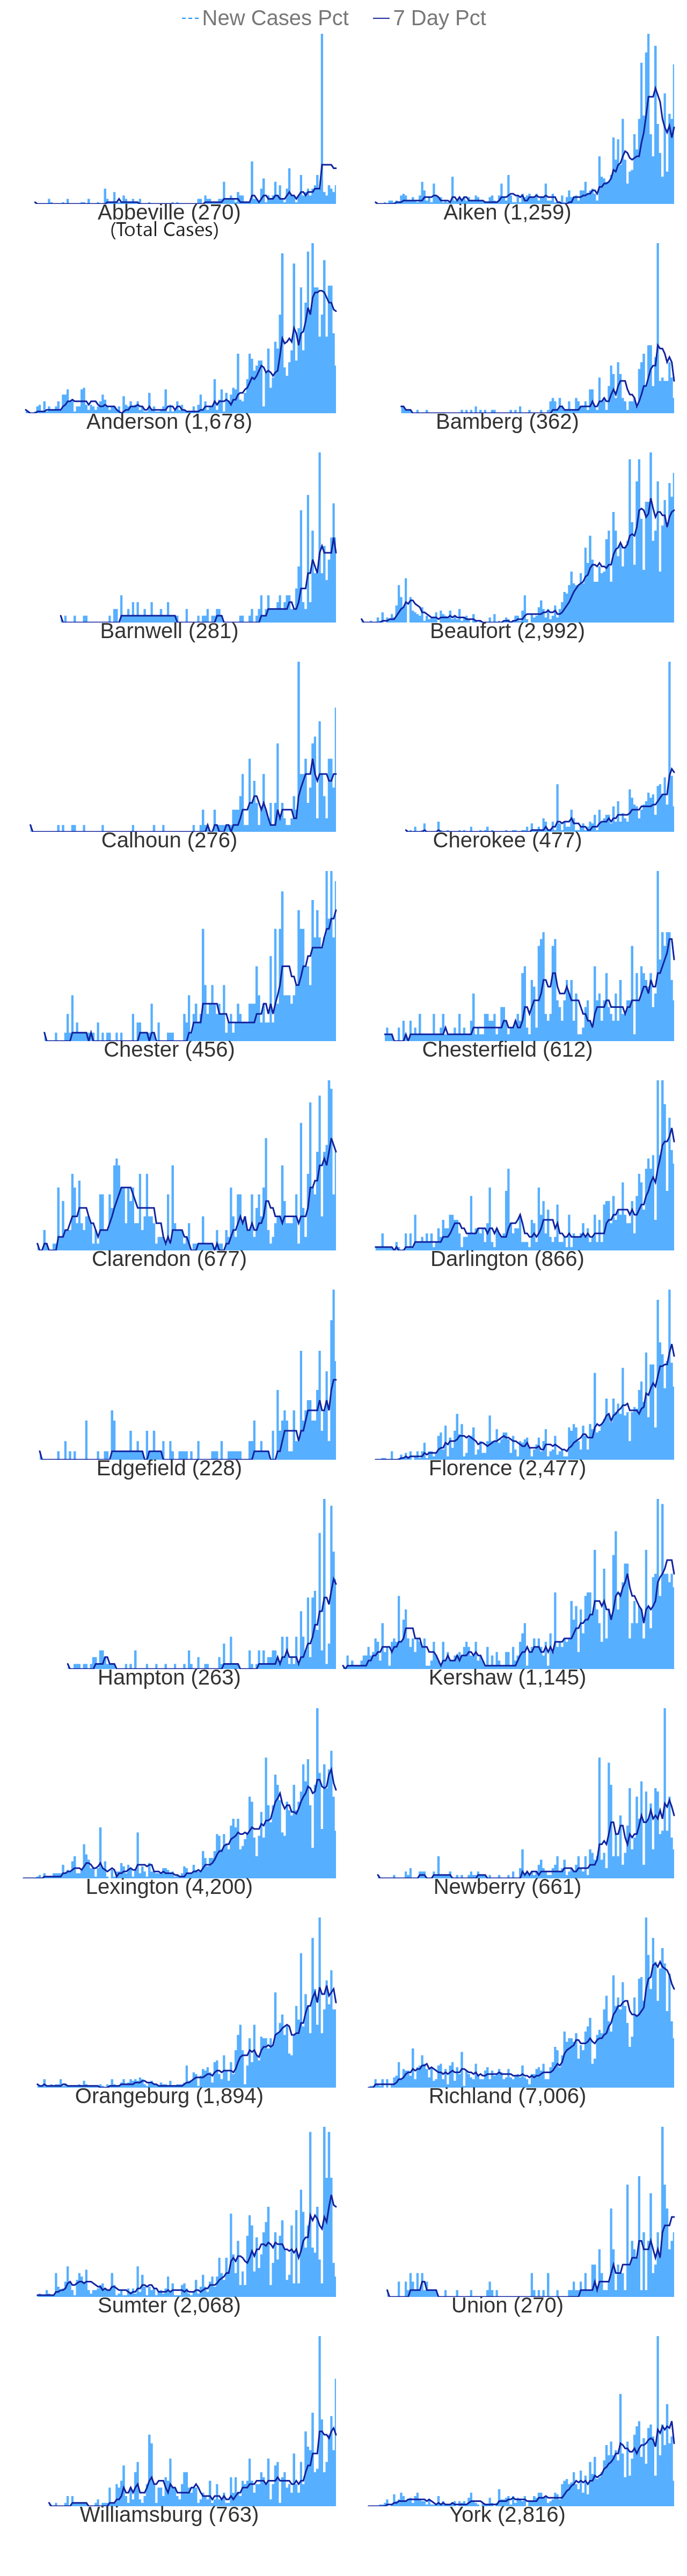 New Cases Pct 7 Day Pct
Abbeville (270) Aiken (1,259)
(Total Cases)
Anderson (1,678) Bamberg (362)
Barnwell (281) Beaufort (2,992)
Calhoun (276) Cherokee (477)
Chester (456) Chesterfield (612)
Clarendon (677) Darlington (866)
Edgefield (228) Florence (2,477)
Hampton (263) Kershaw (1,145)
Lexington (4,200) Newberry (661)
Orangeburg (1,894) Richland (7,006)
Sumter (2,068) Union (270)
Williamsburg (763) York (2,816)